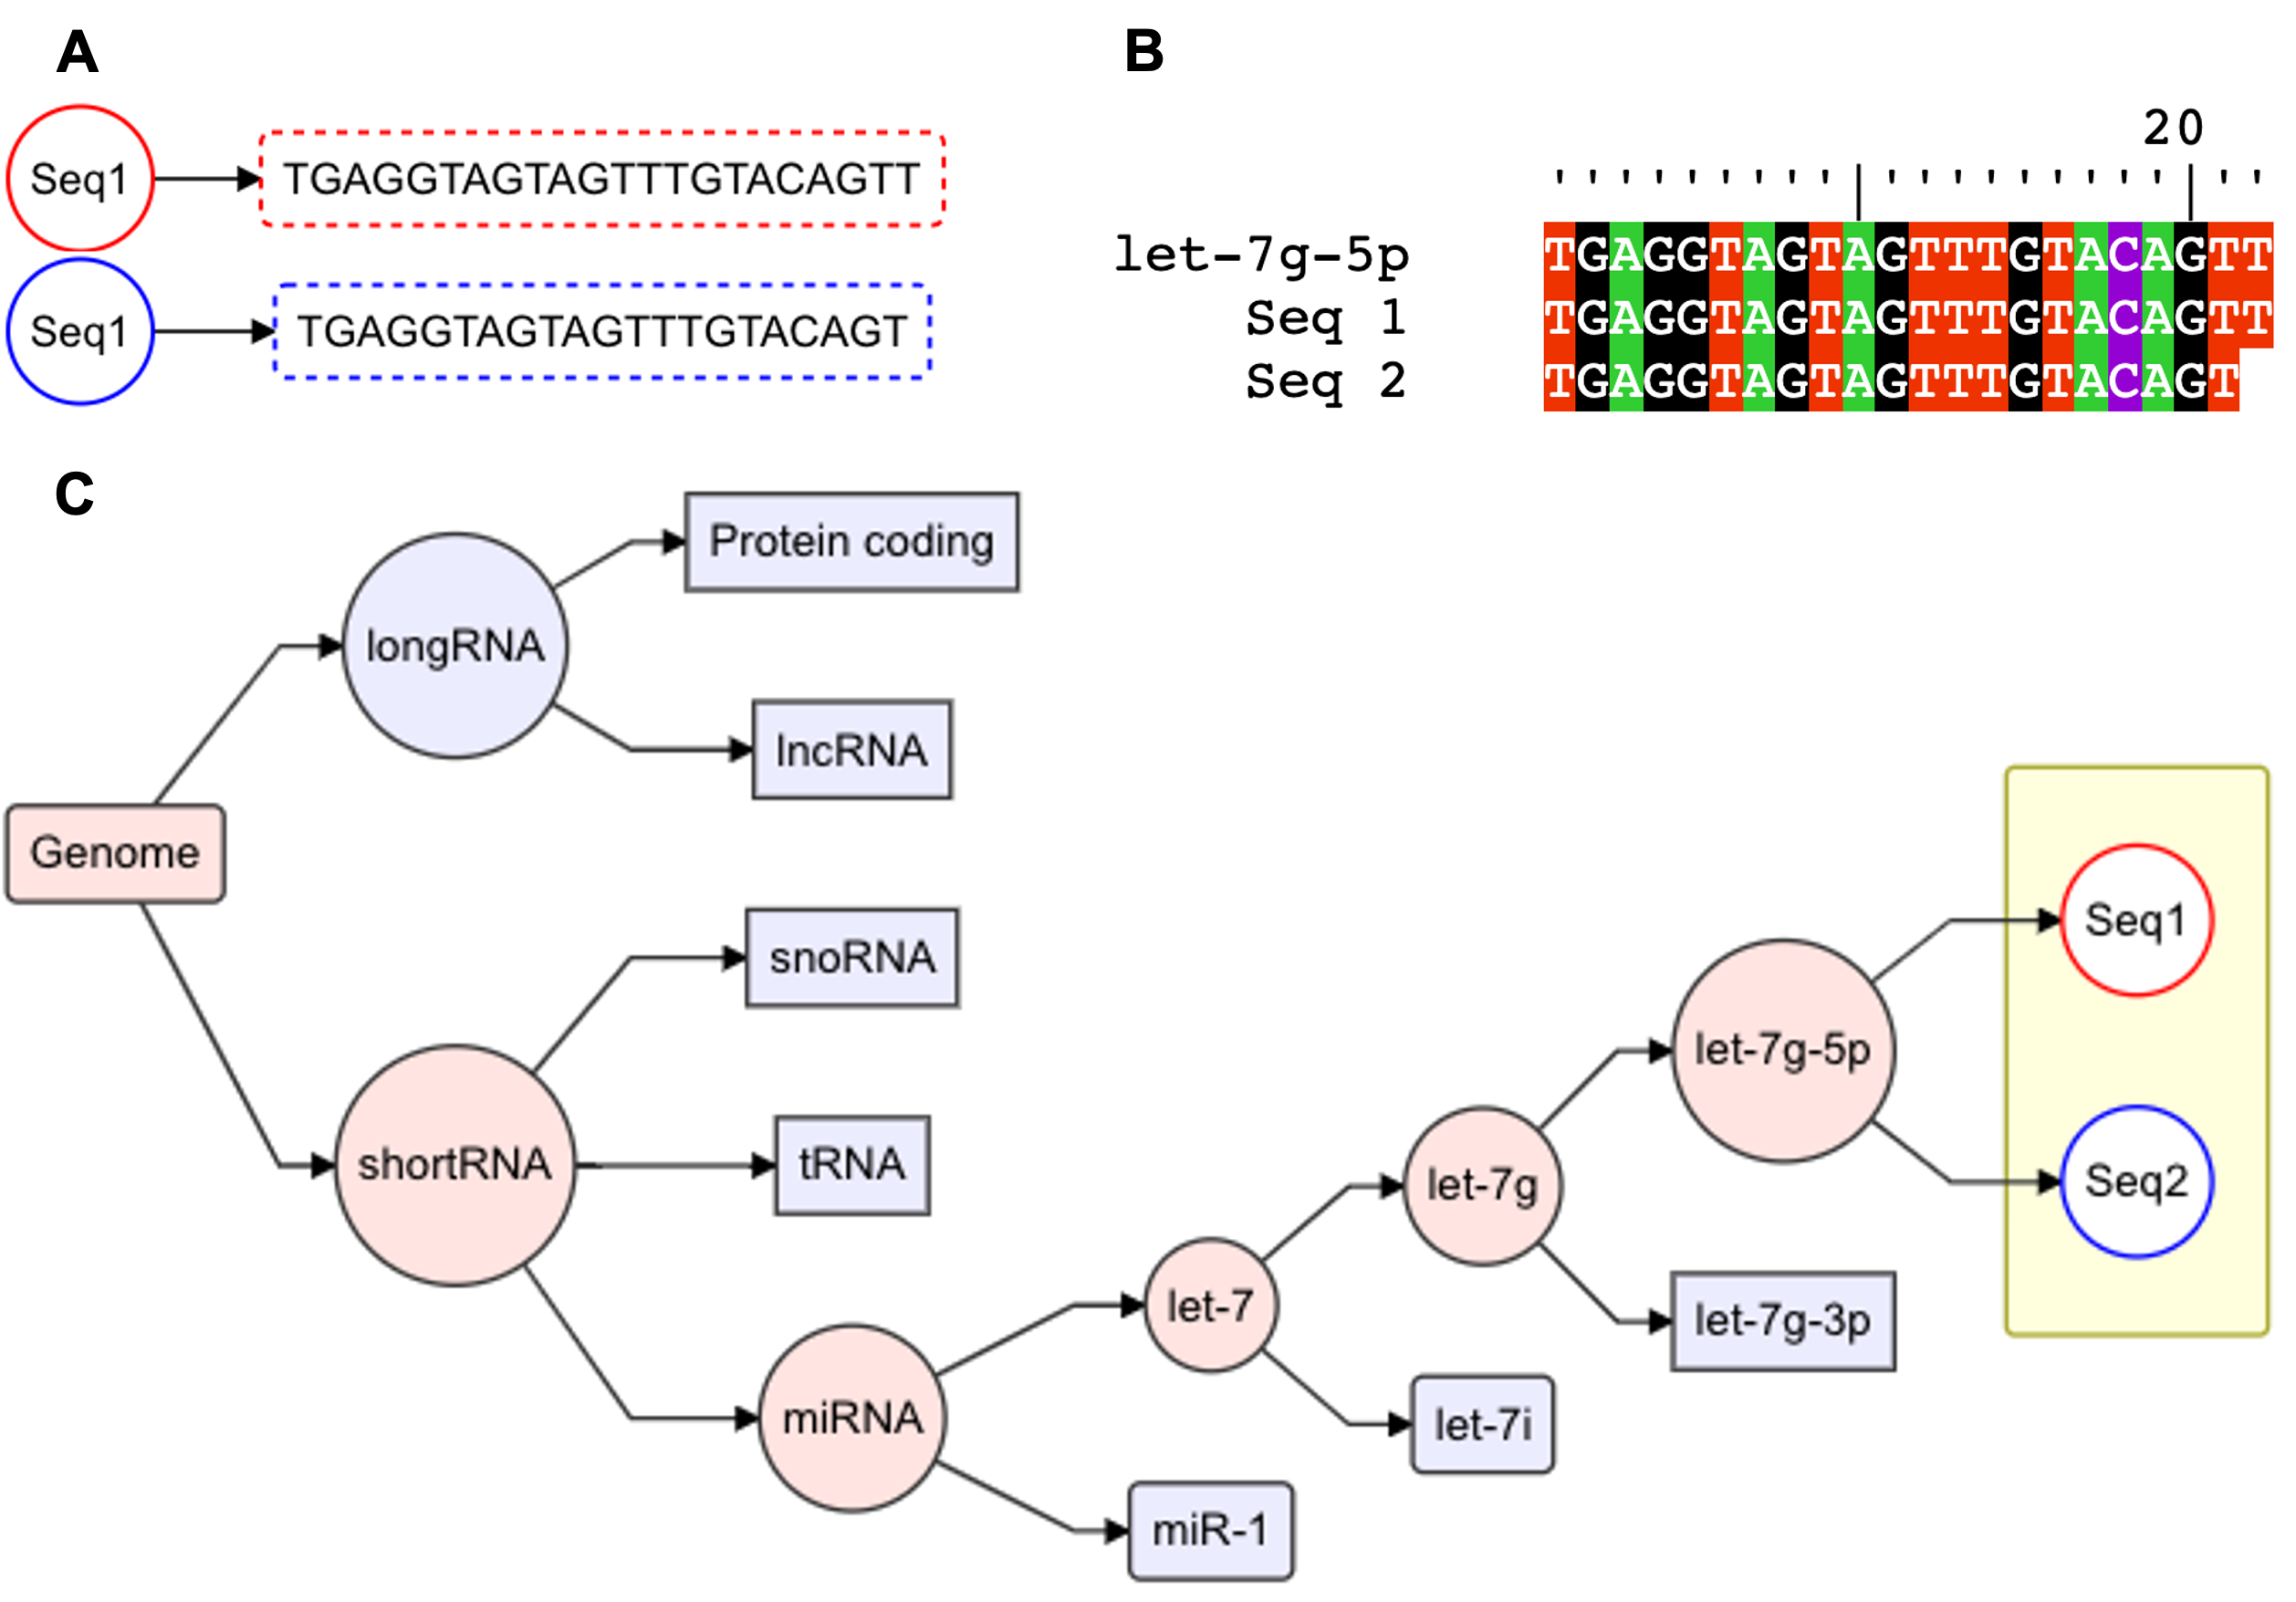 A
Seq1
TGAGGTAGTAGTTTGTACAGTT
Seq1
TGAGGTAGTAGTTTGTACAGT
B
20
let-7g-5p TGAGGTAGTAGTTTGTACAGTT
Seq 1 TGAGGTAGTAGTTTGTACAGTT
Seq 2 TGAGGTAGTAGTTTGTACAGT
C
Protein coding
longRNA
lncRNA
Genome
snoRNA
shortRNA
tRNA
miRNA
let-7
miR-1
let-7g
let-7i
let-7g-5p
let-7g-3p
Seq1
Seq2